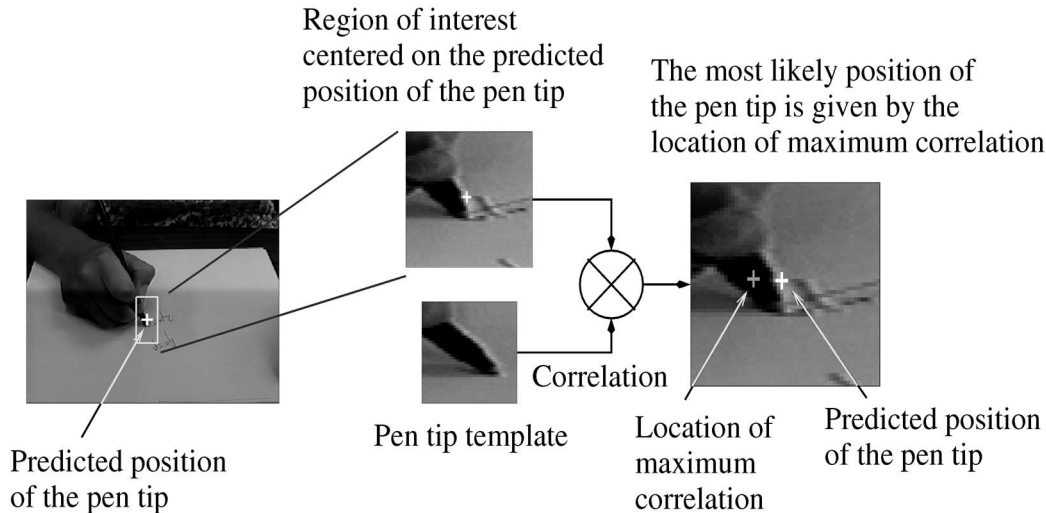 Region of interest
centered on the predicted
position of the pen tip
The most likely position of
the pen tip is given by the
location of maximum correlation
Correlation
Pen tip template
Predicted position
of the pen tip
Location of
maximum
correlation
Predicted position
of the pen tip